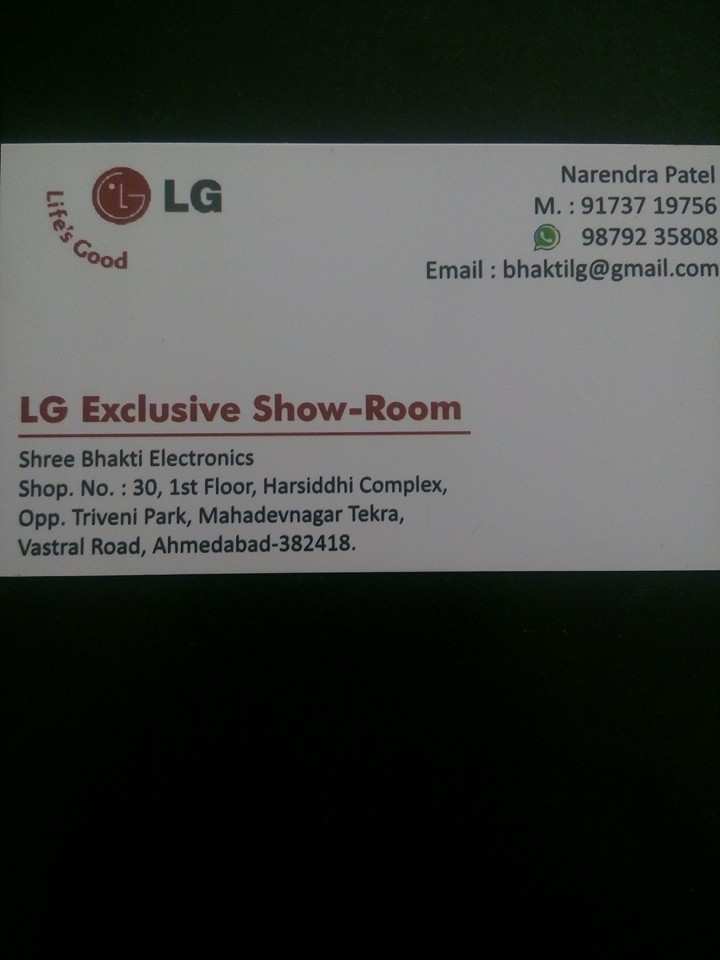 Life's Good
LG
Narendra Patel
M. : 91737 19756
98792 35808
Email : bhaktilg@gmail.com
LG Exclusive Show-Room
Shree Bhakti Electronics
Shop. No. : 30, 1st Floor, Harsiddhi Complex,
Opp. Triveni Park, Mahadevnagar Tekra,
Vastral Road, Ahmedabad-382418.